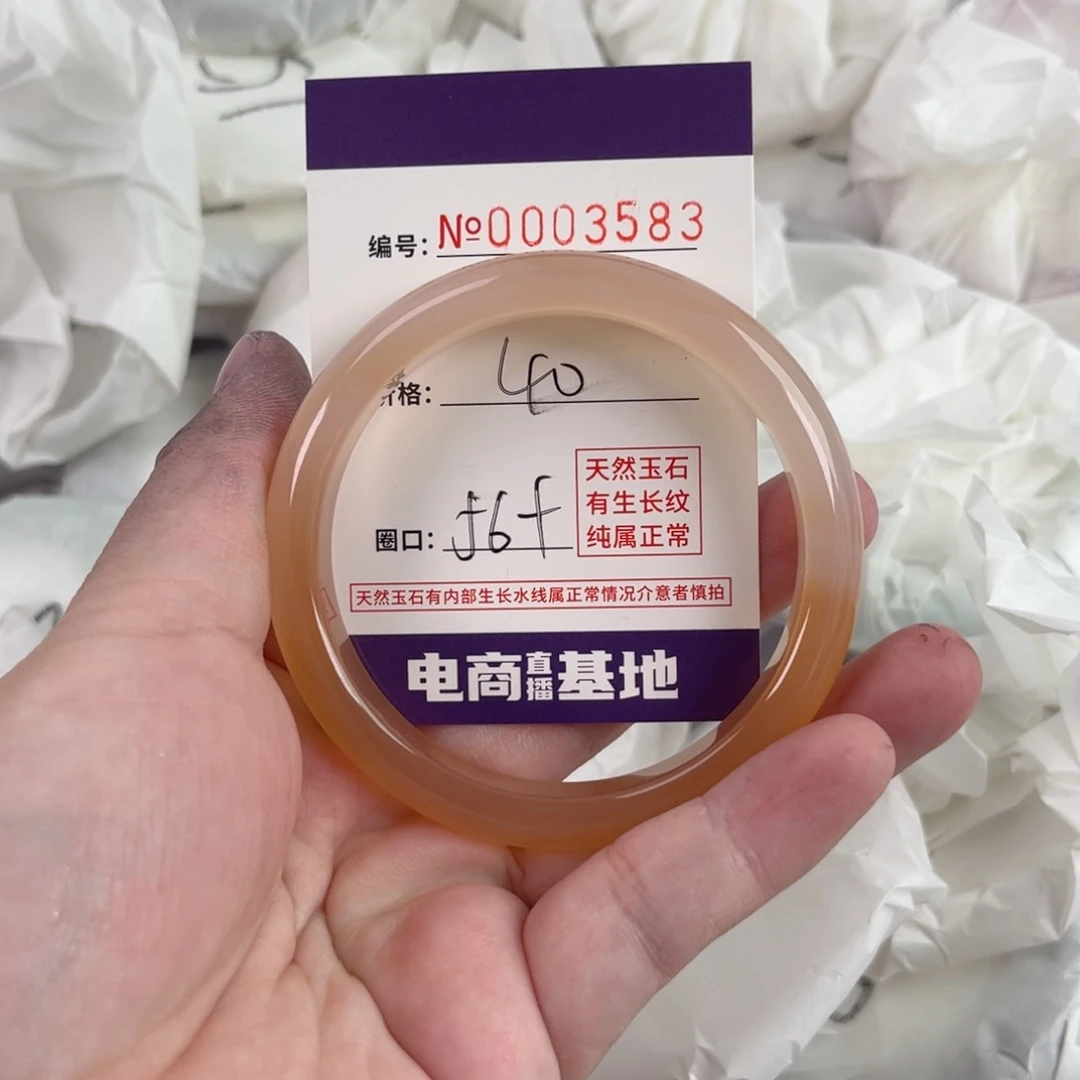 编号: №0003583
价格: 40
圈口: 56+
天然玉石
有生长纹
纯属正常
天然玉石有内部生长水线属正常情况介意者慎拍
电商直播基地